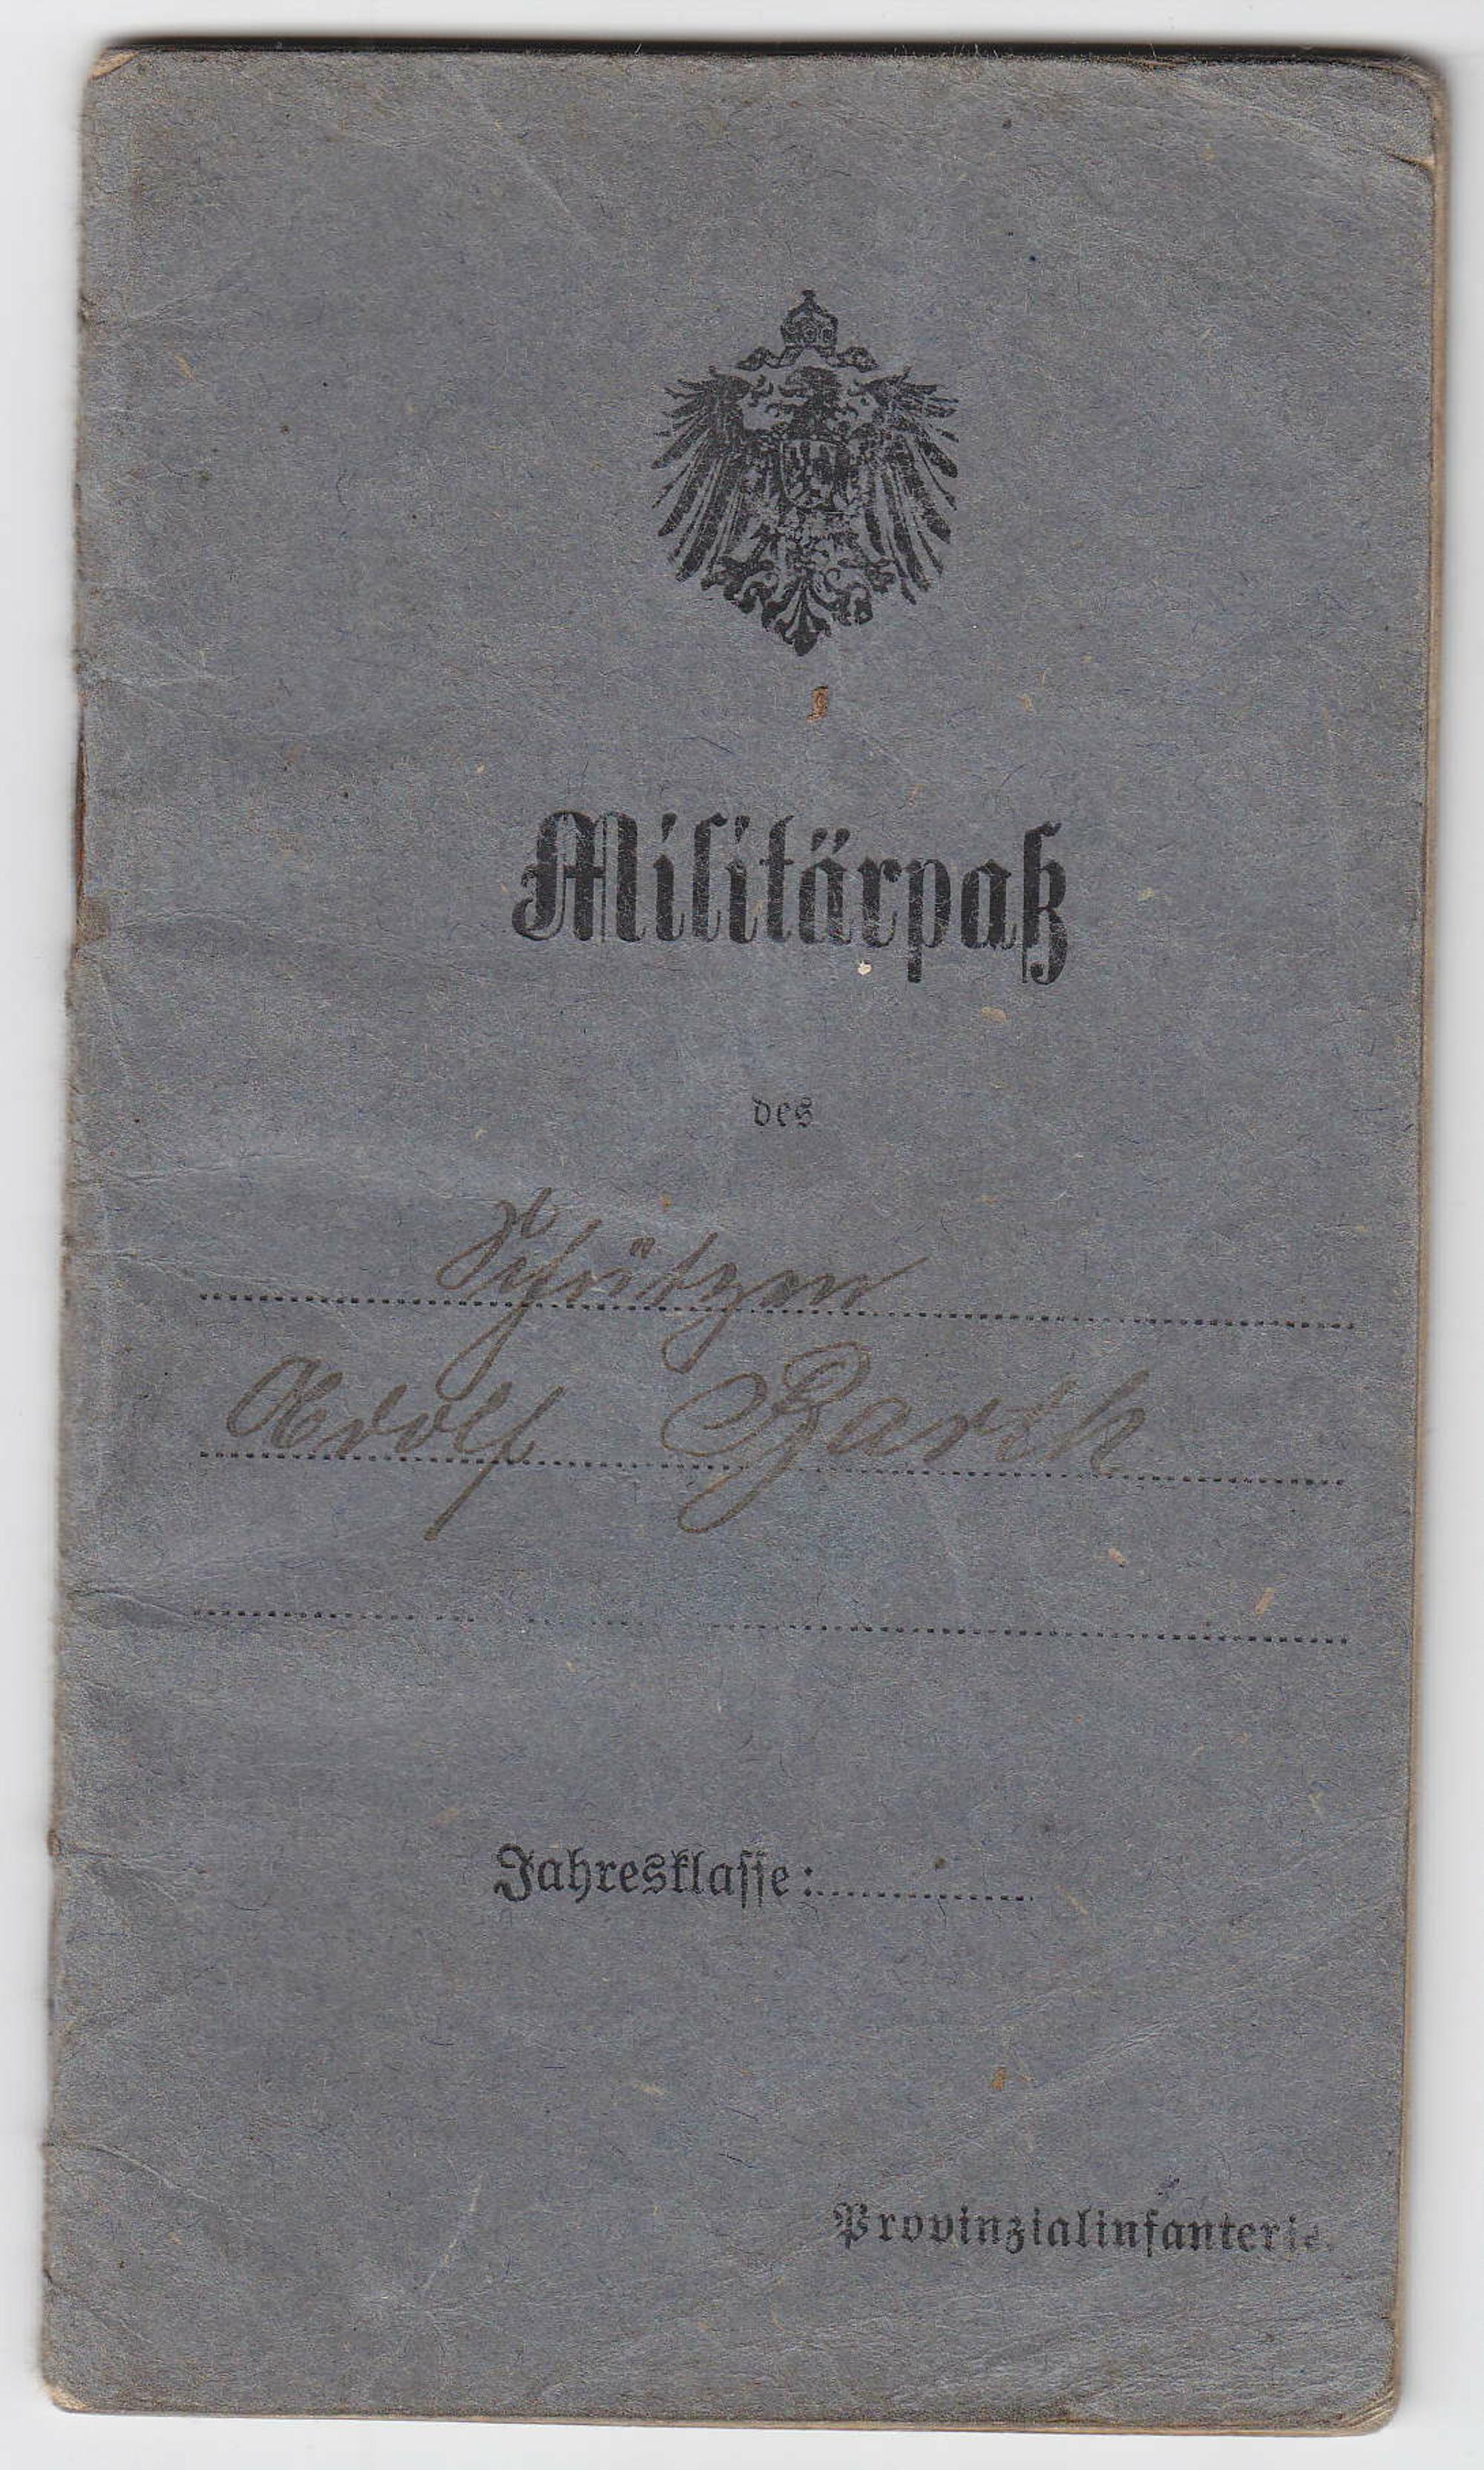 Militärpaß
des
Schützen
Adolf Barth
Jahresklasse:
Provinzialinfanterie.